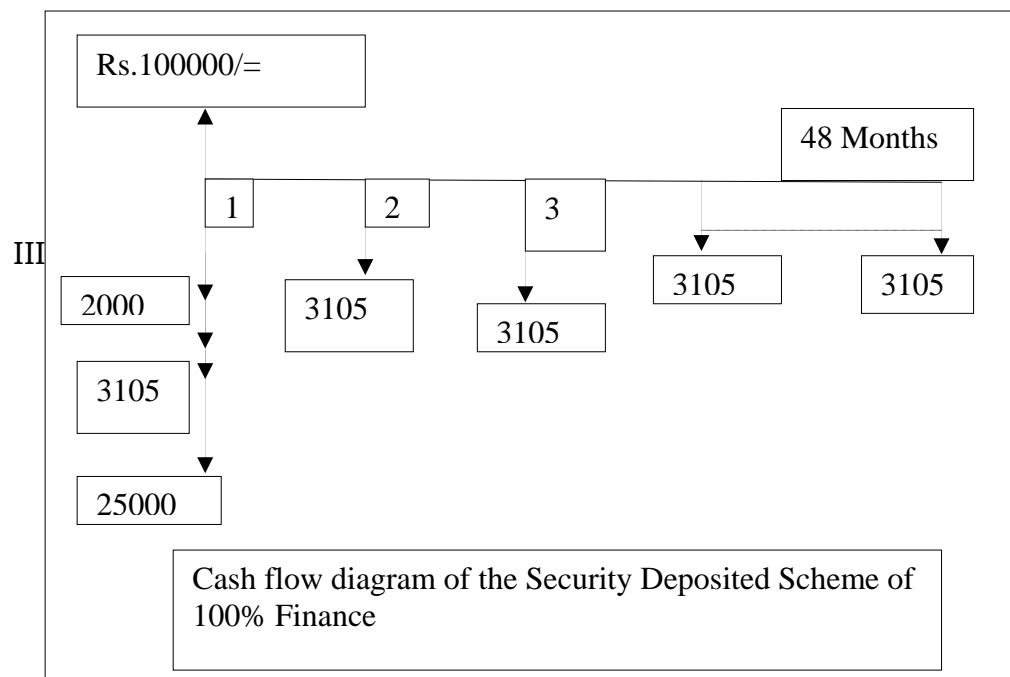 Rs.100000/=
48 Months
1
2
3
III
2000
3105
3105
3105
3105
3105
25000
Cash flow diagram of the Security Deposited Scheme of
100% Finance